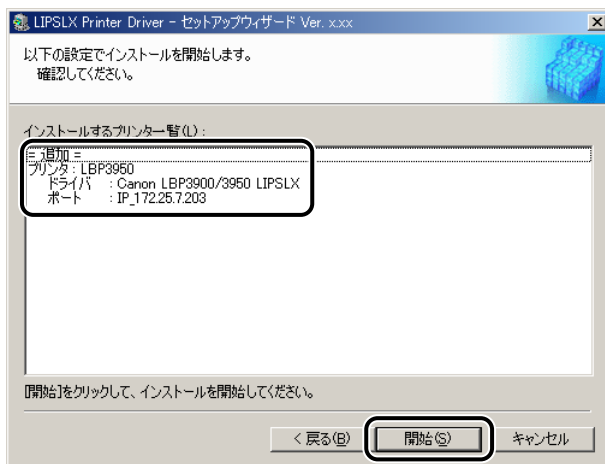 LIPSLX Printer Driver - セットアップウィザード Ver. x.xx
以下の設定でインストールを開始します。
確認してください。
インストールするプリンター覧(L):
= 追加 =
プリンタ : LBP3950
ドライバ : Canon LBP3900/3950 LIPSLX
ポート : IP_172.25.7.203
[開始]をクリックして、インストールを開始してください。
< 戻る(B)
開始(S)
キャンセル